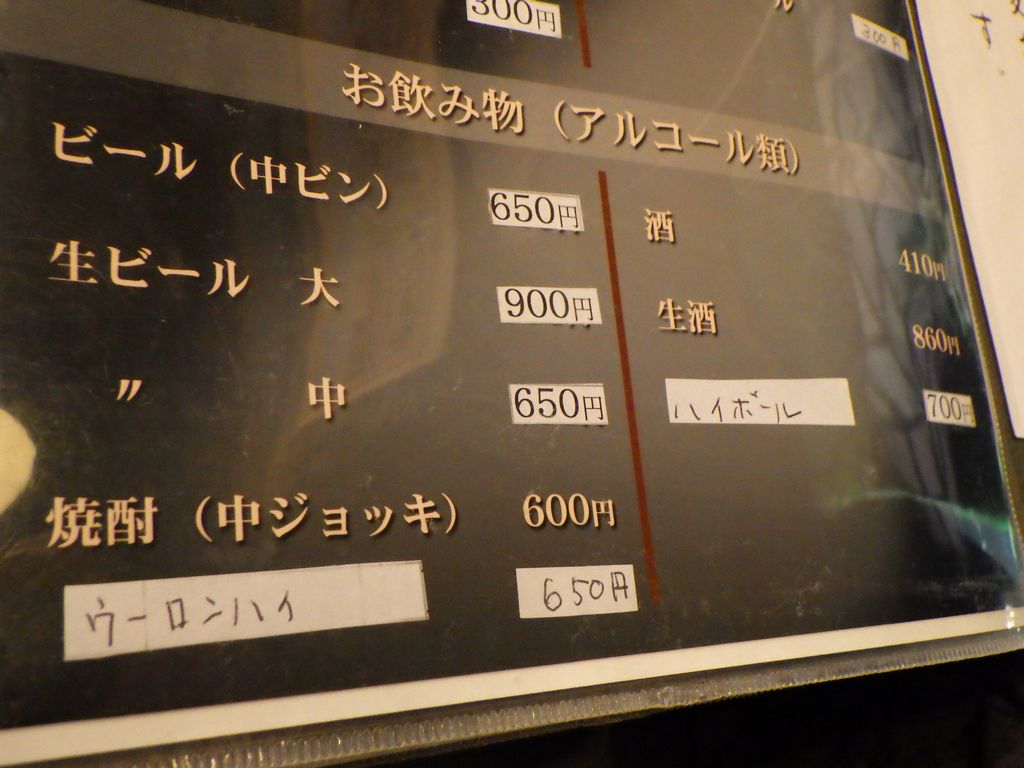 300円
ル
300円
す。
お飲み物（アルコール類）
ビール（中ビン） 650円
生ビール 大 900円
〃 中 650円
焼酎（中ジョッキ） 600円
ウーロンハイ 650円
酒 410円
生酒 860円
ハイボール 700円